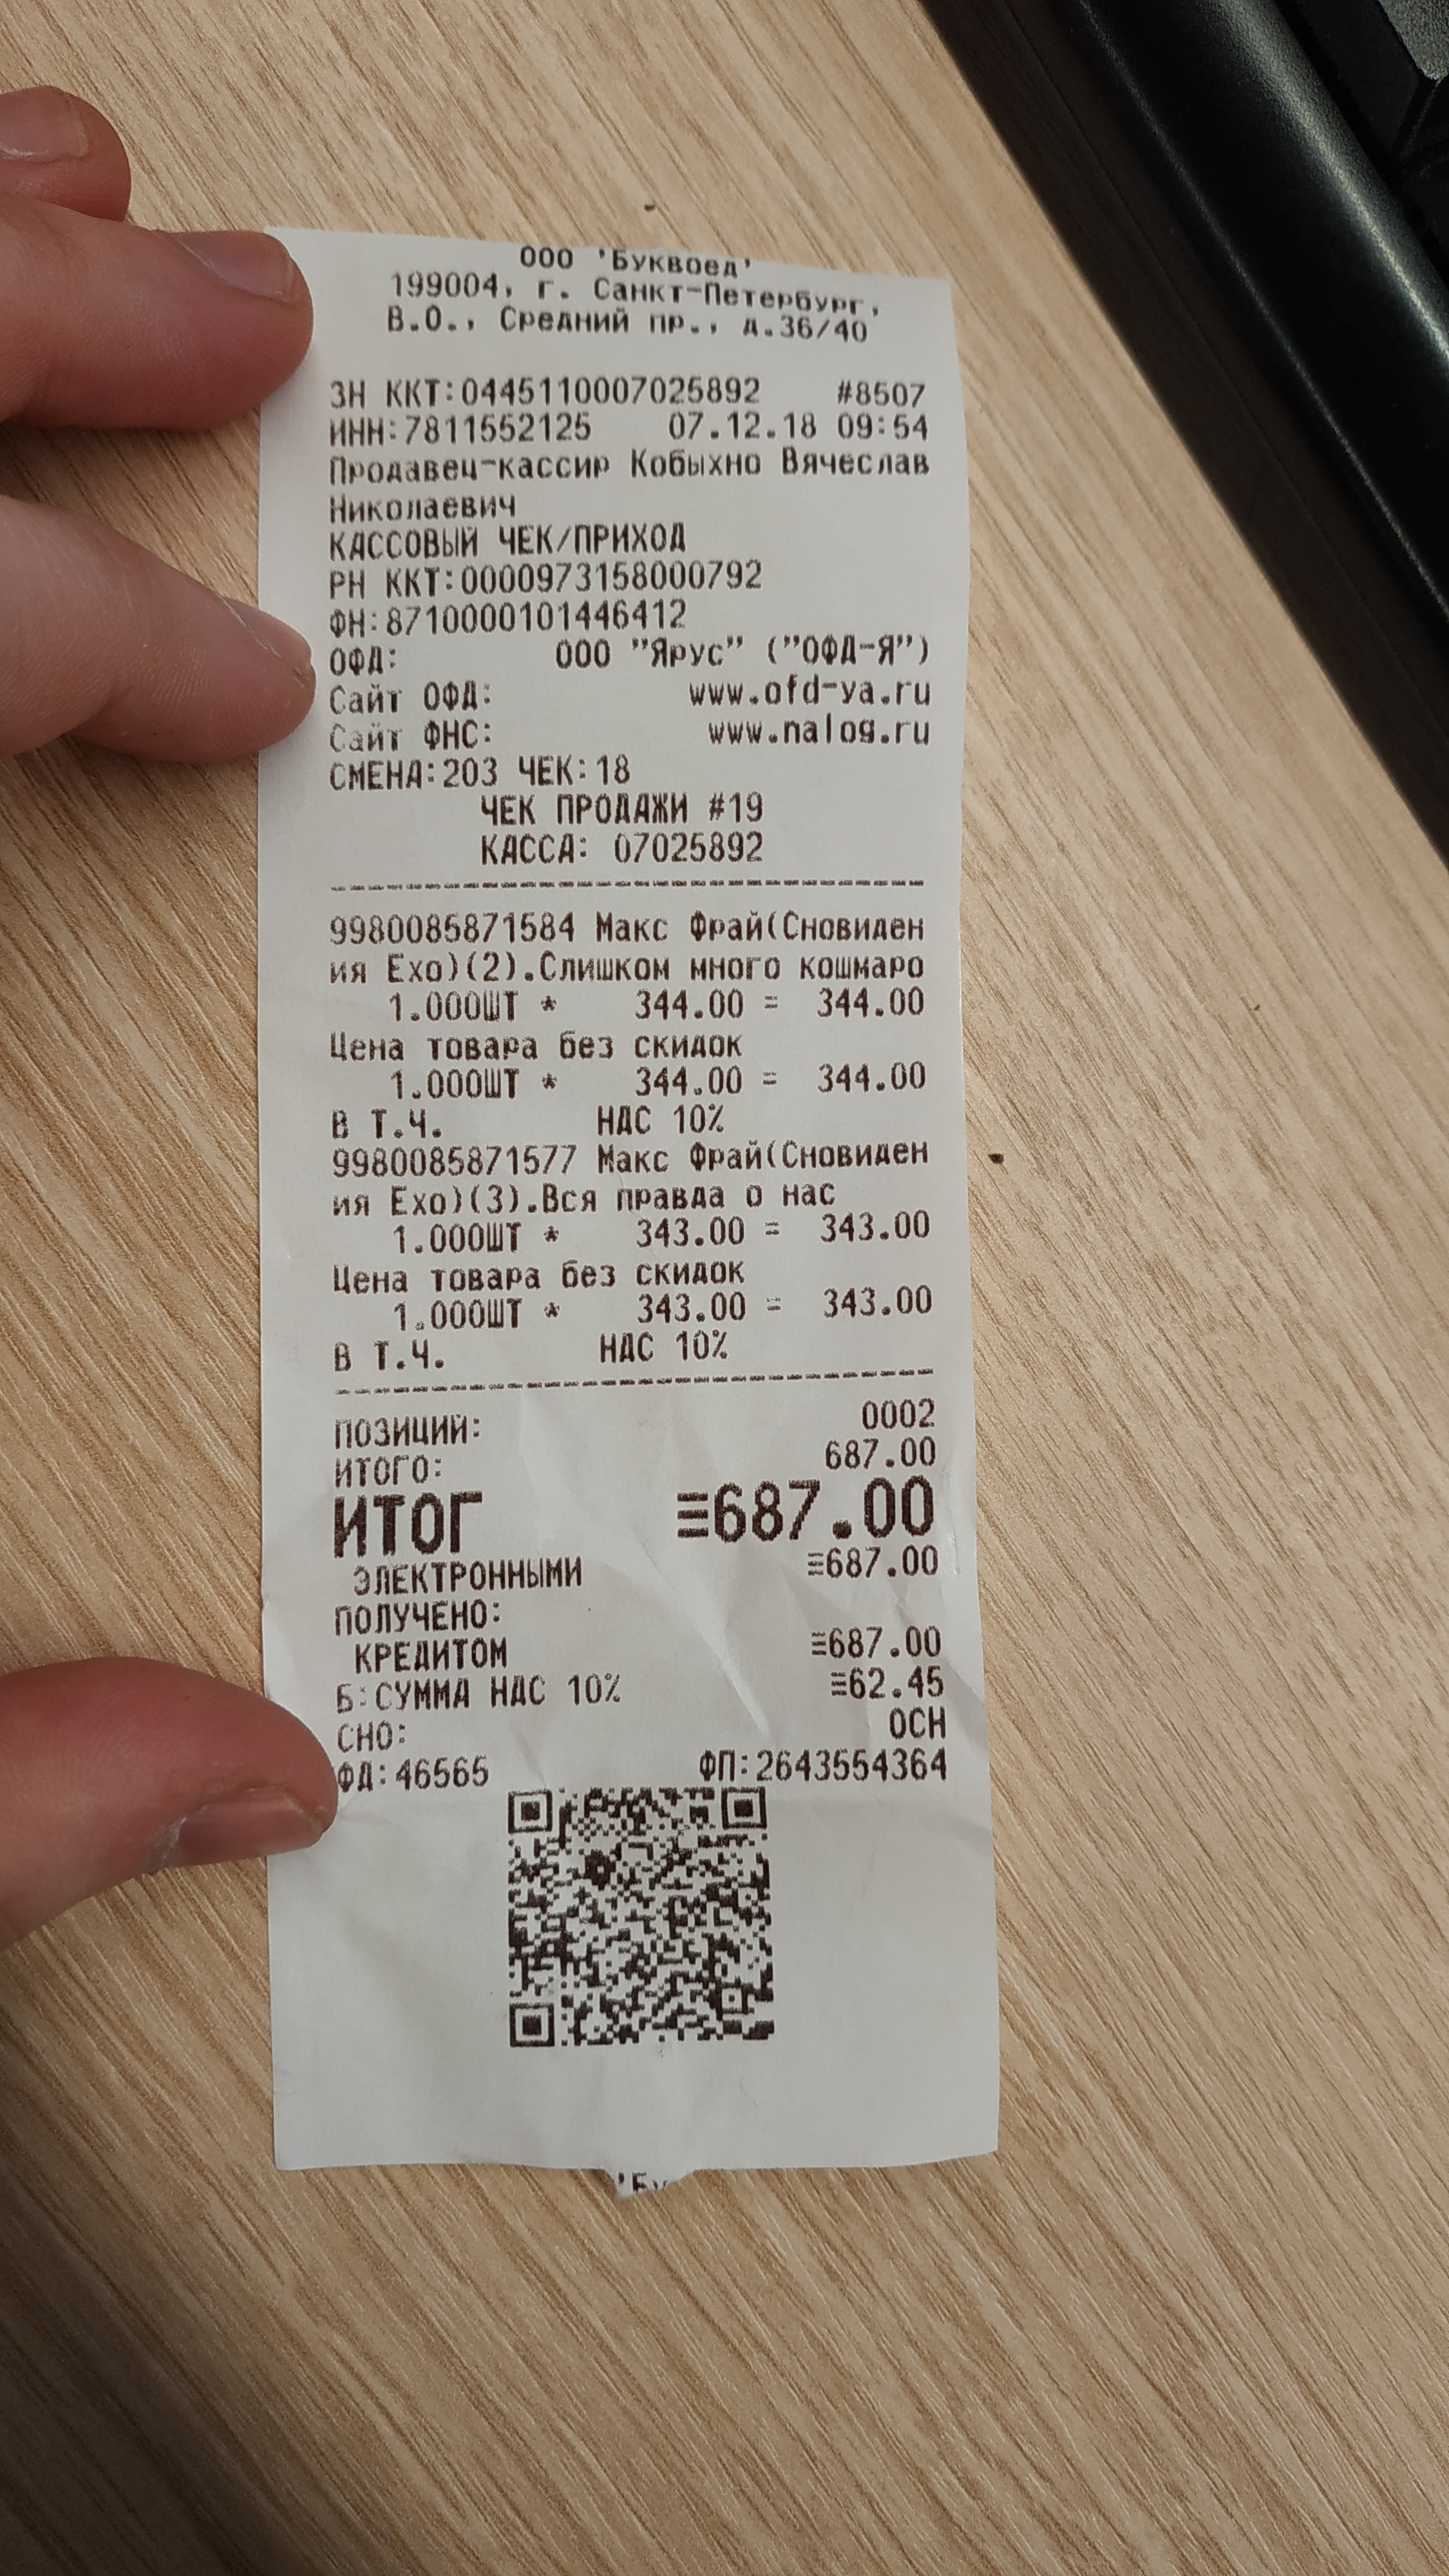 ООО 'Буквоед'
199004, г. Санкт-Петербург,
В.О., Средний пр., д.36/40
ЗН ККТ:0445110007025892 #8507
ИНН:7811552125 07.12.18 09:54
Продавец-кассир Кобыхно Вячеслав
Николаевич
КАССОВЫЙ ЧЕК/ПРИХОД
РН ККТ:0000973158000792
ФН:8710000101446412
ОФД: ООО "Ярус" ("ОФД-Я")
Сайт ОФД: www.ofd-ya.ru
Сайт ФНС: www.nalog.ru
СМЕНА:203 ЧЕК:18
ЧЕК ПРОДАЖИ #19
КАССА: 07025892
9980085871584 Макс Фрай(Сновиден
ия Ехо)(2).Слишком много кошмаро
1.000ШТ * 344.00 = 344.00
Цена товара без скидок
1.000ШТ * 344.00 = 344.00
В Т.Ч. НДС 10%
9980085871577 Макс Фрай(Сновиден
ия Ехо)(3).Вся правда о нас
1.000ШТ * 343.00 = 343.00
Цена товара без скидок
1.000ШТ * 343.00 = 343.00
В Т.Ч. НДС 10%
ПОЗИЦИЙ: 0002
ИТОГО: 687.00
ИТОГ ≡687.00
ЭЛЕКТРОННЫМИ ≡687.00
ПОЛУЧЕНО:
КРЕДИТОМ ≡687.00
Б:СУММА НДС 10% ≡62.45
СНО: ОСН
ФД:46565 ФП:2643554364